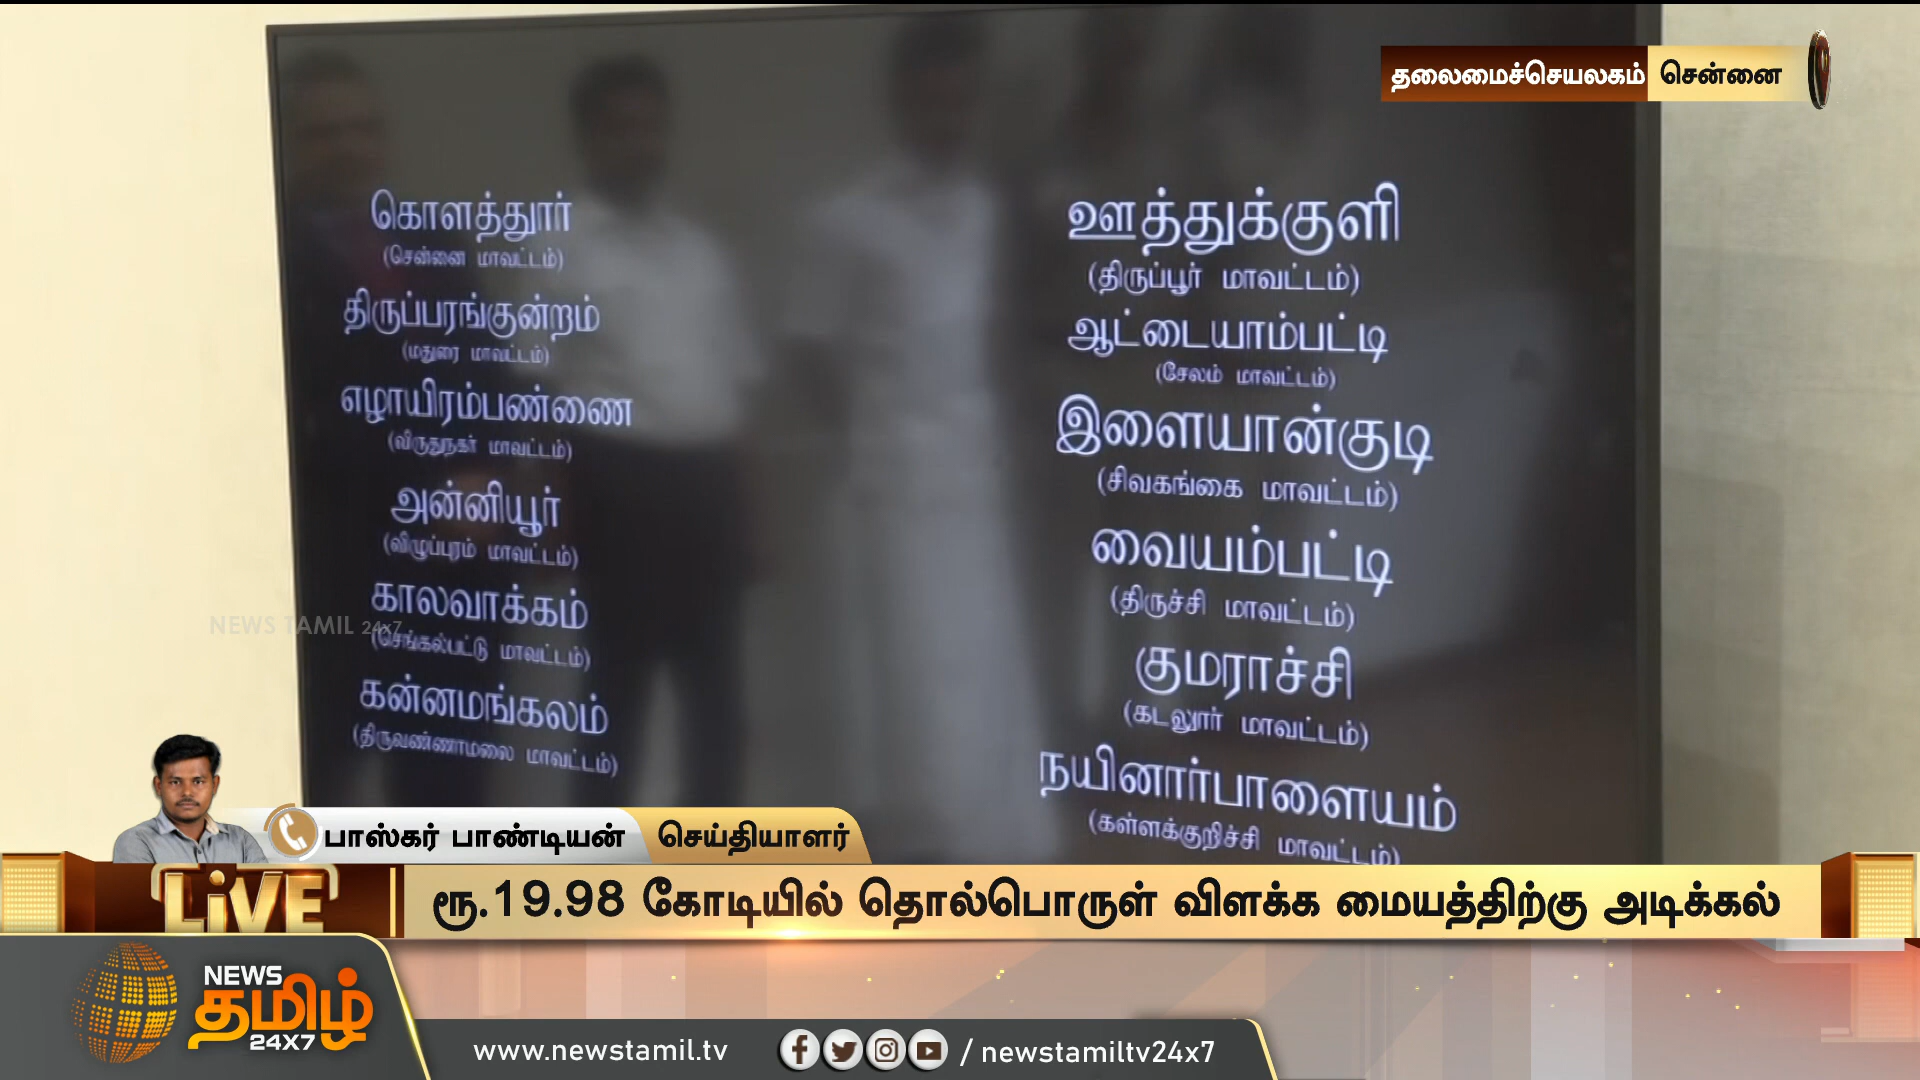 தலைமைச்செயலகம் சென்னை
கொளத்தூர்
(சென்னை மாவட்டம்)
திருப்பரங்குன்றம்
(மதுரை மாவட்டம்)
எழாயிரம்பண்ணை
(விருதுநகர் மாவட்டம்)
அன்னியூர்
(விழுப்புரம் மாவட்டம்)
காலவாக்கம்
(செங்கல்பட்டு மாவட்டம்)
கன்னமங்கலம்
(திருவண்ணாமலை மாவட்டம்)
ஊத்துக்குளி
(திருப்பூர் மாவட்டம்)
ஆட்டையாம்பட்டி
(சேலம் மாவட்டம்)
இளையான்குடி
(சிவகங்கை மாவட்டம்)
வையம்பட்டி
(திருச்சி மாவட்டம்)
குமராச்சி
(கடலூர் மாவட்டம்)
நயினார்பாளையம்
(கள்ளக்குறிச்சி மாவட்டம்)
NEWS TAMIL 24x7
பாஸ்கர் பாண்டியன் செய்தியாளர்
LiVE
ரூ.19.98 கோடியில் தொல்பொருள் விளக்க மையத்திற்கு அடிக்கல்
NEWS
தமிழ்
24X7
www.newstamil.tv / newstamiltv24x7